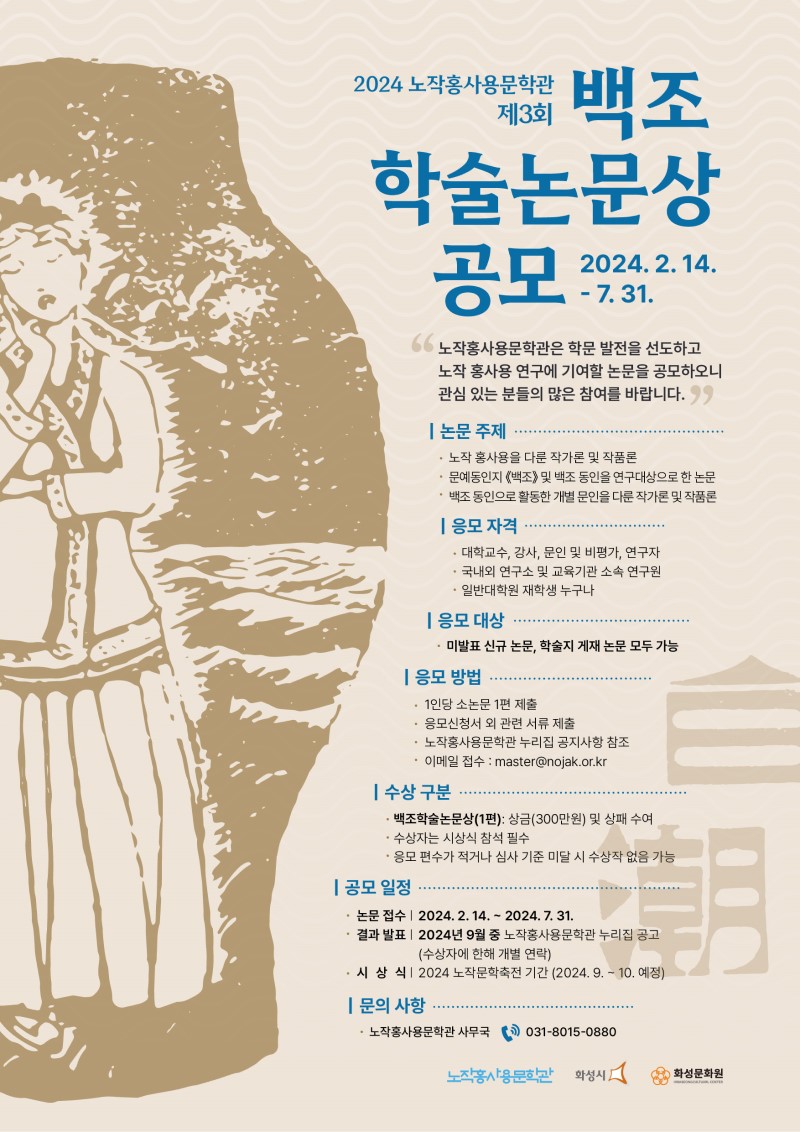 2024 노작홍사용문학관
제3회 백조
학술논문상
공모 2024. 2. 14.
- 7. 31.
“노작홍사용문학관은 학문 발전을 선도하고
노작 홍사용 연구에 기여할 논문을 공모하오니
관심 있는 분들의 많은 참여를 바랍니다.”
| 논문 주제
· 노작 홍사용을 다룬 작가론 및 작품론
· 문예동인지 《백조》 및 백조 동인을 연구대상으로 한 논문
· 백조 동인으로 활동한 개별 문인을 다룬 작가론 및 작품론
| 응모 자격
· 대학교수, 강사, 문인 및 비평가, 연구자
· 국내외 연구소 및 교육기관 소속 연구원
· 일반대학원 재학생 누구나
| 응모 대상
· 미발표 신규 논문, 학술지 게재 논문 모두 가능
| 응모 방법
· 1인당 소논문 1편 제출
· 응모신청서 외 관련 서류 제출
· 노작홍사용문학관 누리집 공지사항 참조
· 이메일 접수 : master@nojak.or.kr
| 수상 구분
· 백조학술논문상(1편): 상금(300만원) 및 상패 수여
· 수상자는 시상식 참석 필수
· 응모 편수가 적거나 심사 기준 미달 시 수상작 없음 가능
| 공모 일정
· 논문 접수 | 2024. 2. 14. ~ 2024. 7. 31.
· 결과 발표 | 2024년 9월 중 노작홍사용문학관 누리집 공고
(수상자에 한해 개별 연락)
· 시 상 식 | 2024 노작문학축전 기간 (2024. 9. ~ 10. 예정)
| 문의 사항
· 노작홍사용문학관 사무국 031-8015-0880
노작홍사용문학관 화성시 화성문화원
白
潮